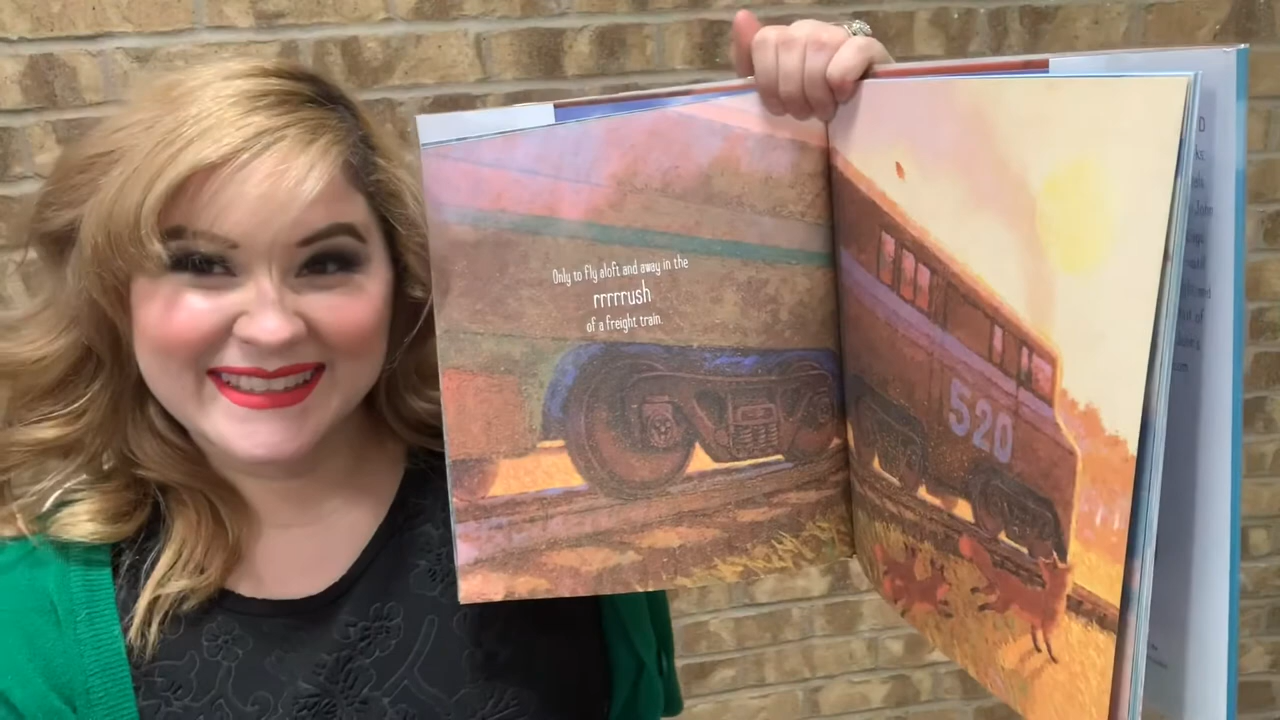 Only to fly aloft and away in the
rrrrrush
of a freight train.
520